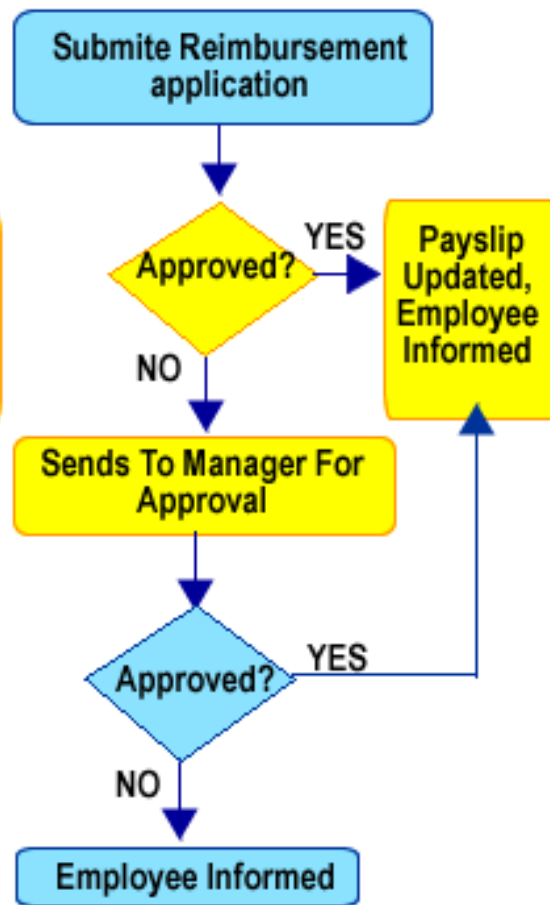 Submite Reimbursement
application
Approved?
YES
Payslip
Updated,
Employee
Informed
NO
Sends To Manager For
Approval
Approved?
YES
NO
Employee Informed